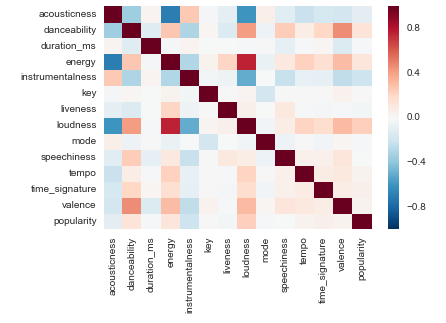 acousticness
danceability
duration_ms
energy
instrumentalness
key
liveness
loudness
mode
speechiness
tempo
time_signature
valence
popularity
acousticness
danceability
duration_ms
energy
instrumentalness
key
liveness
loudness
mode
speechiness
tempo
time_signature
valence
popularity
0.8
0.4
0.0
−0.4
−0.8